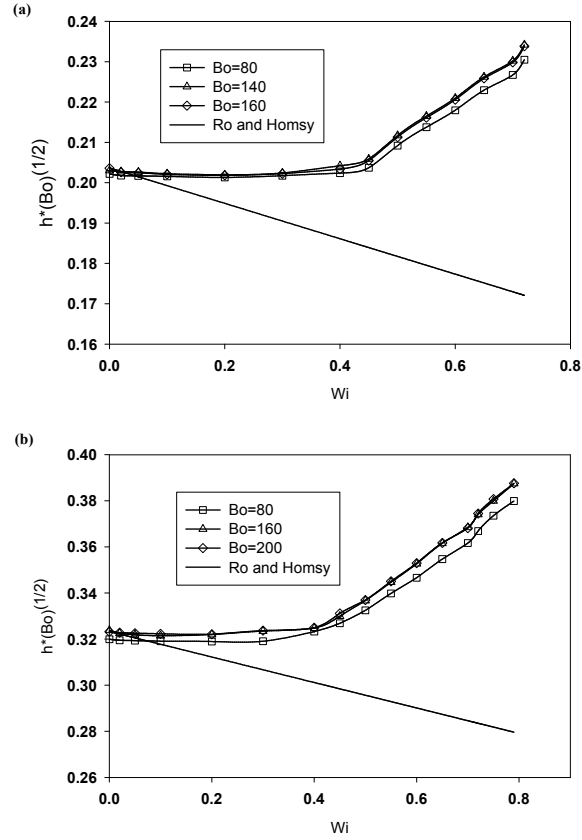 (a)
0.24
0.23
0.22
0.21
0.20
0.19
0.18
0.17
0.16
h*(Bo)(1/2)
Bo=80
Bo=140
Bo=160
Ro and Homsy
0.0 0.2 0.4 0.6 0.8
Wi
(b)
0.40
0.38
0.36
0.34
0.32
0.30
0.28
0.26
h*(Bo)(1/2)
Bo=80
Bo=160
Bo=200
Ro and Homsy
0.0 0.2 0.4 0.6 0.8
Wi